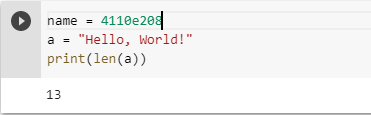 name = 4110e208
a = "Hello, World!"
print(len(a))
13